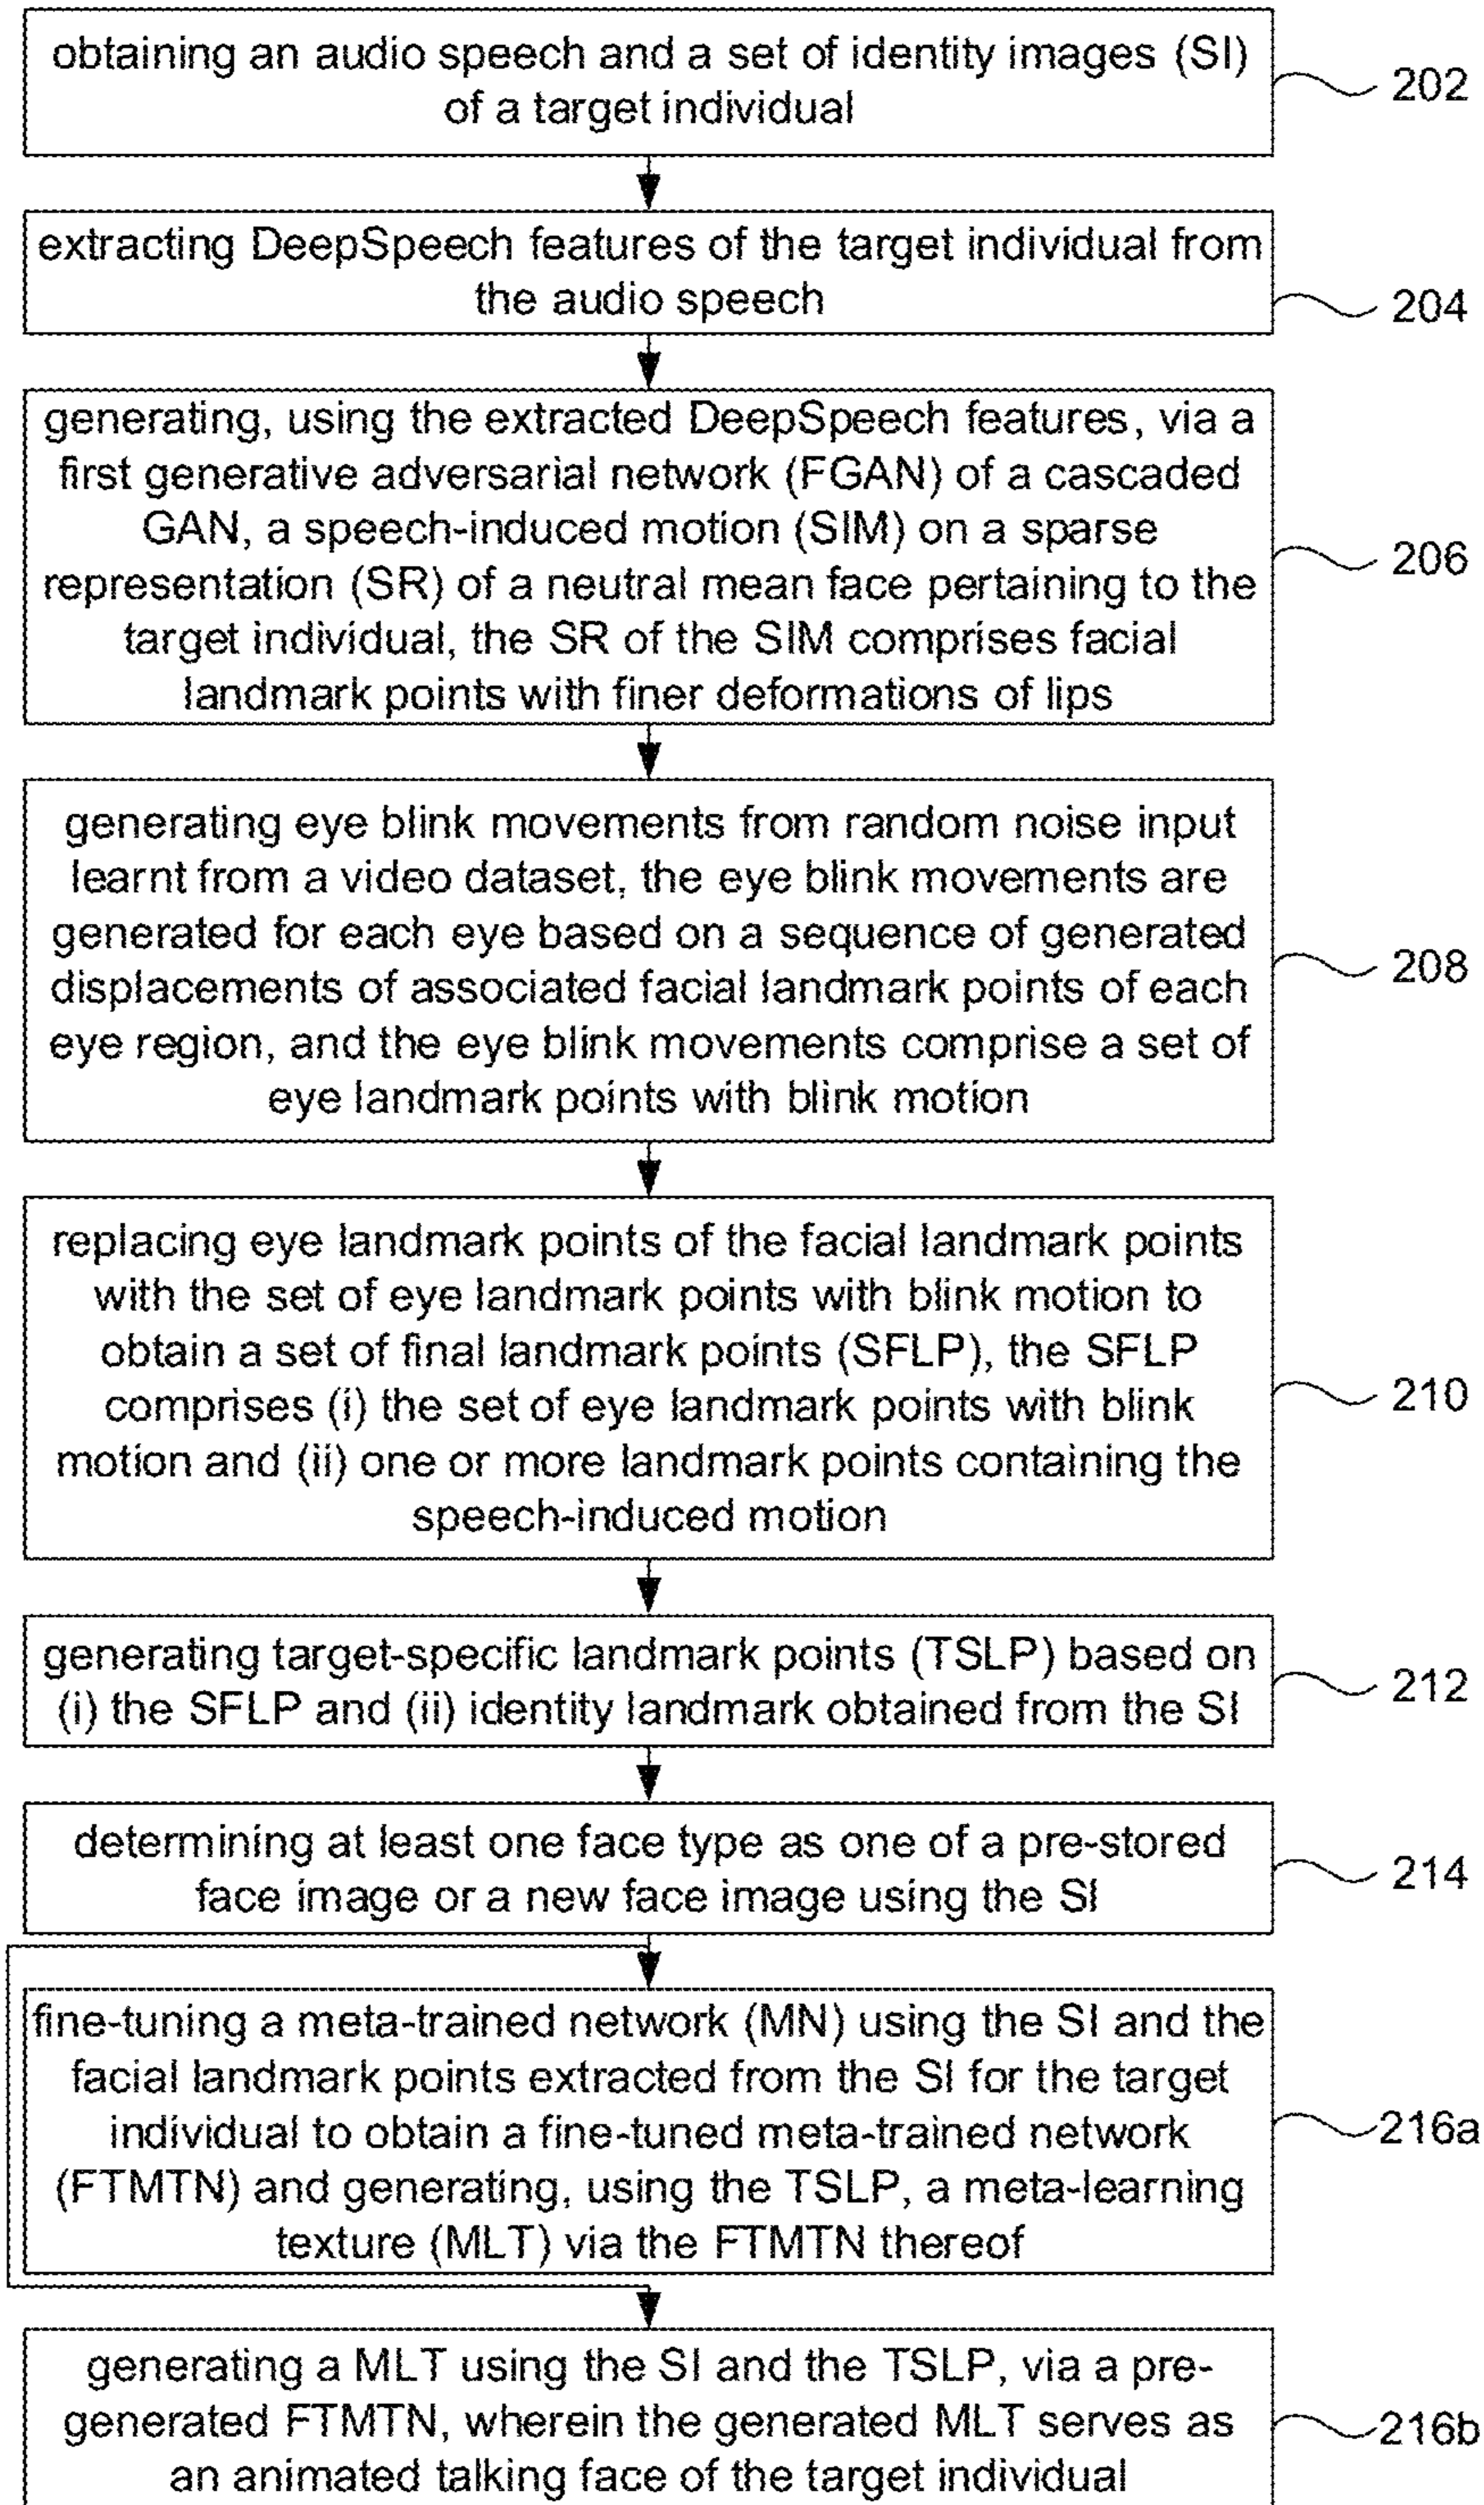 obtaining an audio speech and a set of identity images (SI)
of a target individual
202
extracting DeepSpeech features of the target individual from
the audio speech
204
generating, using the extracted DeepSpeech features, via a
first generative adversarial network (FGAN) of a cascaded
GAN, a speech-induced motion (SIM) on a sparse
representation (SR) of a neutral mean face pertaining to the
target individual, the SR of the SIM comprises facial
landmark points with finer deformations of lips
206
generating eye blink movements from random noise input
learnt from a video dataset, the eye blink movements are
generated for each eye based on a sequence of generated
displacements of associated facial landmark points of each
eye region, and the eye blink movements comprise a set of
eye landmark points with blink motion
208
replacing eye landmark points of the facial landmark points
with the set of eye landmark points with blink motion to
obtain a set of final landmark points (SFLP), the SFLP
comprises (i) the set of eye landmark points with blink
motion and (ii) one or more landmark points containing the
speech-induced motion
210
generating target-specific landmark points (TSLP) based on
(i) the SFLP and (ii) identity landmark obtained from the SI
212
determining at least one face type as one of a pre-stored
face image or a new face image using the SI
214
fine-tuning a meta-trained network (MN) using the SI and the
facial landmark points extracted from the SI for the target
individual to obtain a fine-tuned meta-trained network
(FTMTN) and generating, using the TSLP, a meta-learning
texture (MLT) via the FTMTN thereof
216a
generating a MLT using the SI and the TSLP, via a pre-
generated FTMTN, wherein the generated MLT serves as
an animated talking face of the target individual
216b